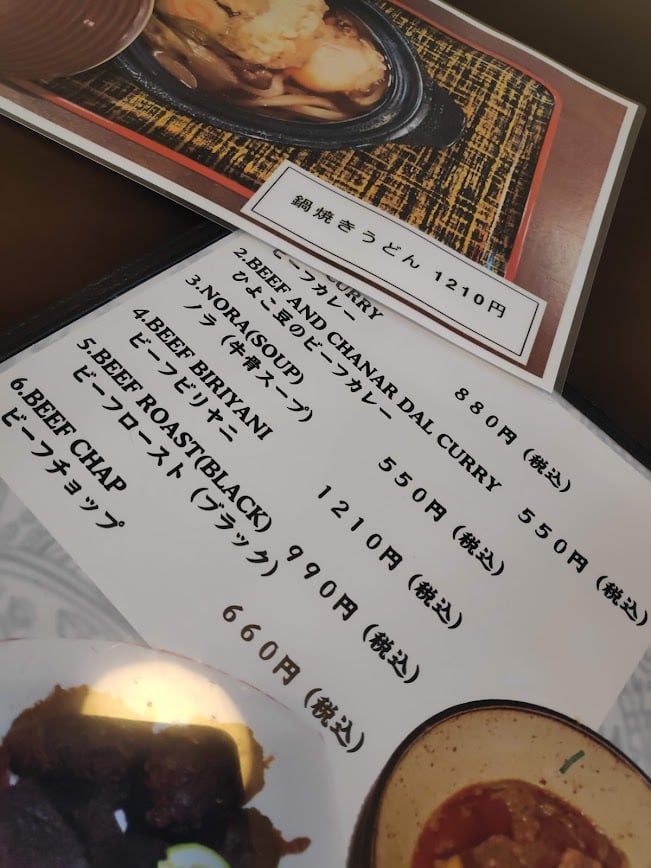 鍋焼きうどん 1210円
CURRY 880円 (税込)
ビーフカレー
2.BEEF AND CHANAR DAL CURRY 550円 (税込)
ひよこ豆のビーフカレー
3.NORA(SOUP) 550円 (税込)
ノラ (牛骨スープ)
4.BEEF BIRIYANI 1210円 (税込)
ビーフビリヤニ
5.BEEF ROAST(BLACK) 990円 (税込)
ビーフロースト (ブラック)
6.BEEF CHAP 660円 (税込)
ビーフチョップ